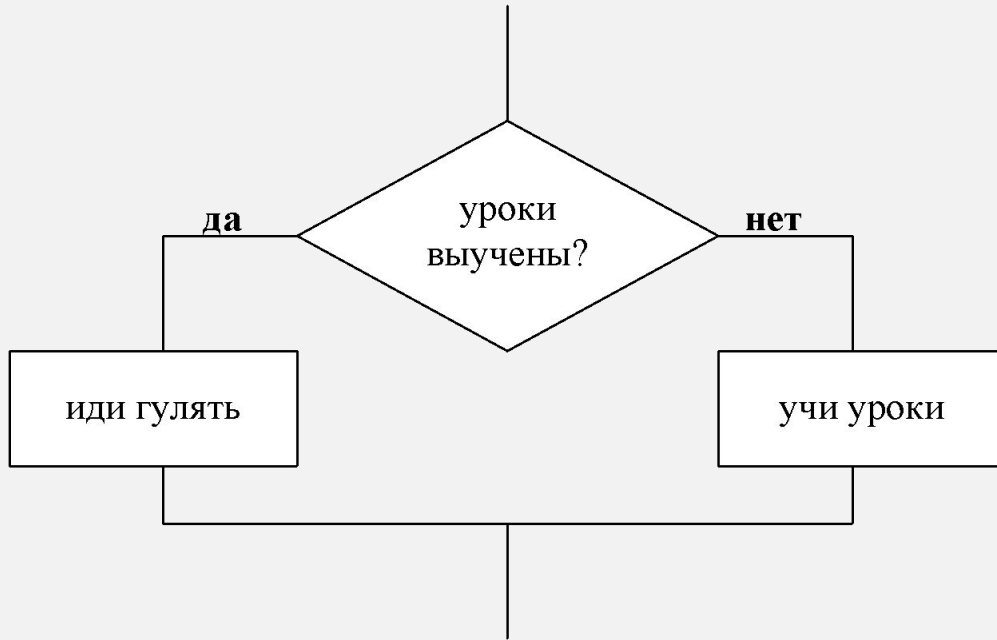 уроки
выучены?
да
нет
иди гулять
учи уроки